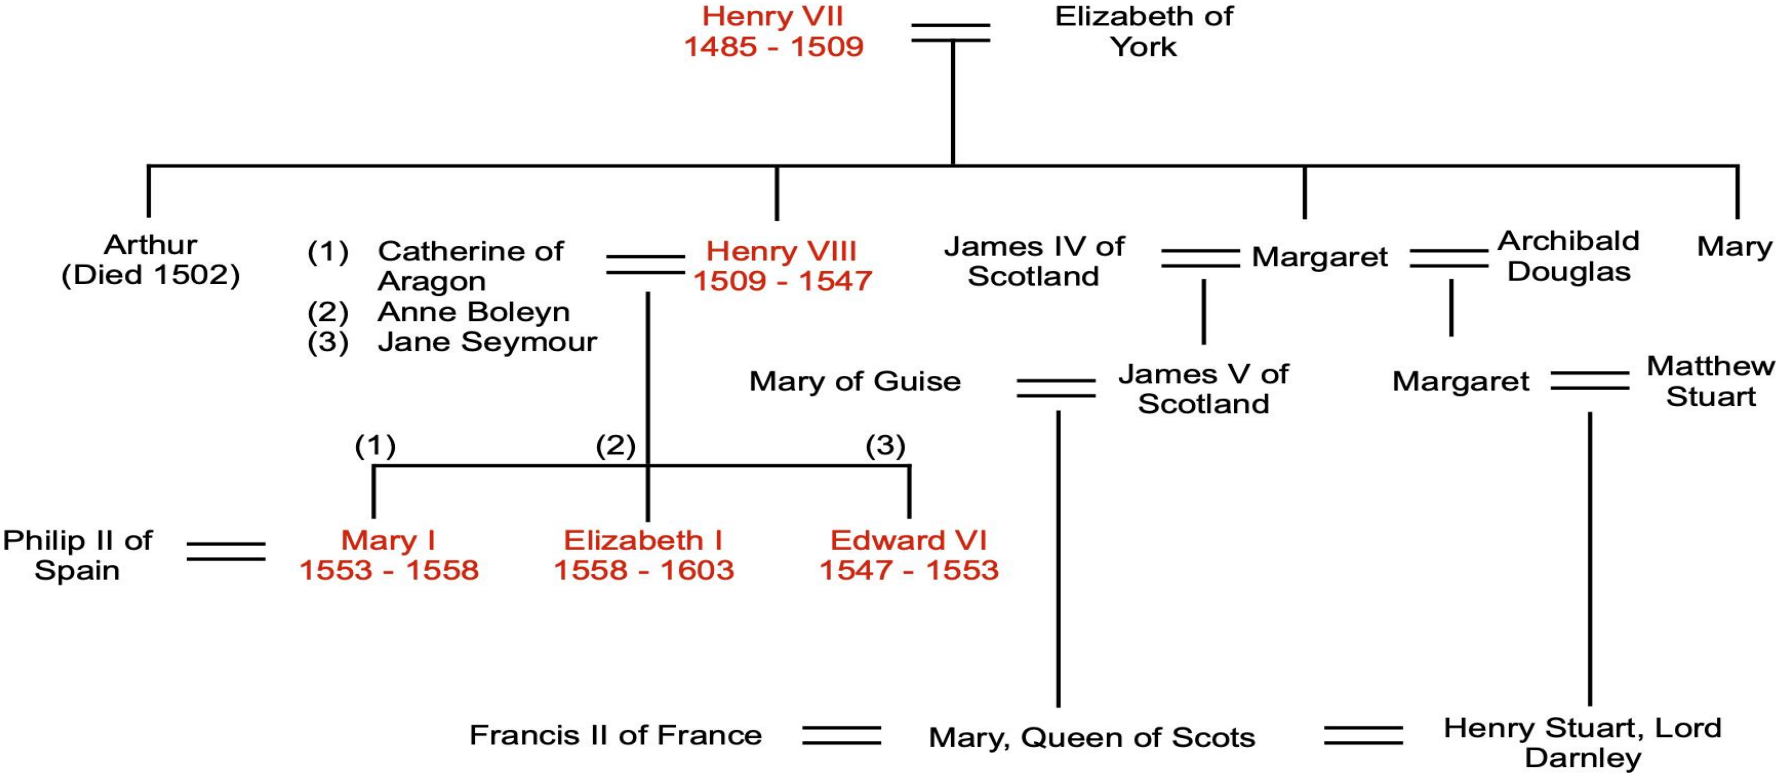 Henry VII
1485 - 1509
Elizabeth of
York
Arthur
(Died 1502)
(1) Catherine of
Aragon
(2) Anne Boleyn
(3) Jane Seymour
Henry VIII
1509 - 1547
James IV of
Scotland
Margaret
Archibald
Douglas
Mary
Mary of Guise
James V of
Scotland
Margaret
Matthew
Stuart
(1)
(2)
(3)
Philip II of
Spain
Mary I
1553 - 1558
Elizabeth I
1558 - 1603
Edward VI
1547 - 1553
Francis II of France
Mary, Queen of Scots
Henry Stuart, Lord
Darnley